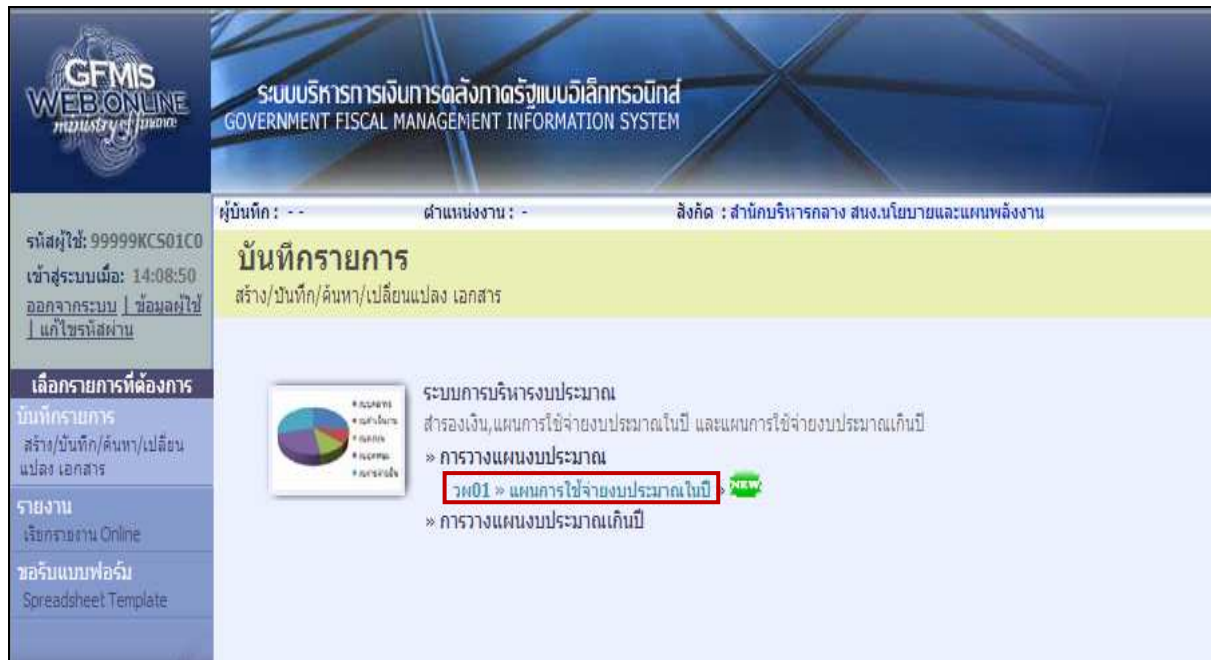 GFMIS
WEB ONLINE
ministry of finance
ระบบบริหารการเงินการคลังภาครัฐแบบอิเล็กทรอนิกส์
GOVERNMENT FISCAL MANAGEMENT INFORMATION SYSTEM
ผู้บันทึก : - - ตำแหน่งงาน : - สังกัด : สำนักบริหารกลาง สนง.นโยบายและแผนพลังงาน
รหัสผู้ใช้: 99999KCS01C0
เข้าสู่ระบบเมื่อ: 14:08:50
ออกจากระบบ | ข้อมูลผู้ใช้
| แก้ไขรหัสผ่าน
บันทึกรายการ
สร้าง/บันทึก/ค้นหา/เปลี่ยนแปลง เอกสาร
เลือกรายการที่ต้องการ
บันทึกรายการ
สร้าง/บันทึก/ค้นหา/เปลี่ยน
แปลง เอกสาร
รายงาน
เรียกรายงาน Online
ขอรับแบบฟอร์ม
Spreadsheet Template
ระบบการบริหารงบประมาณ
สำรองเงิน,แผนการใช้จ่ายงบประมาณในปี และแผนการใช้จ่ายงบประมาณเกินปี
» การวางแผนงบประมาณ
วผ01 » แผนการใช้จ่ายงบประมาณในปี » NEW
» การวางแผนงบประมาณเกินปี